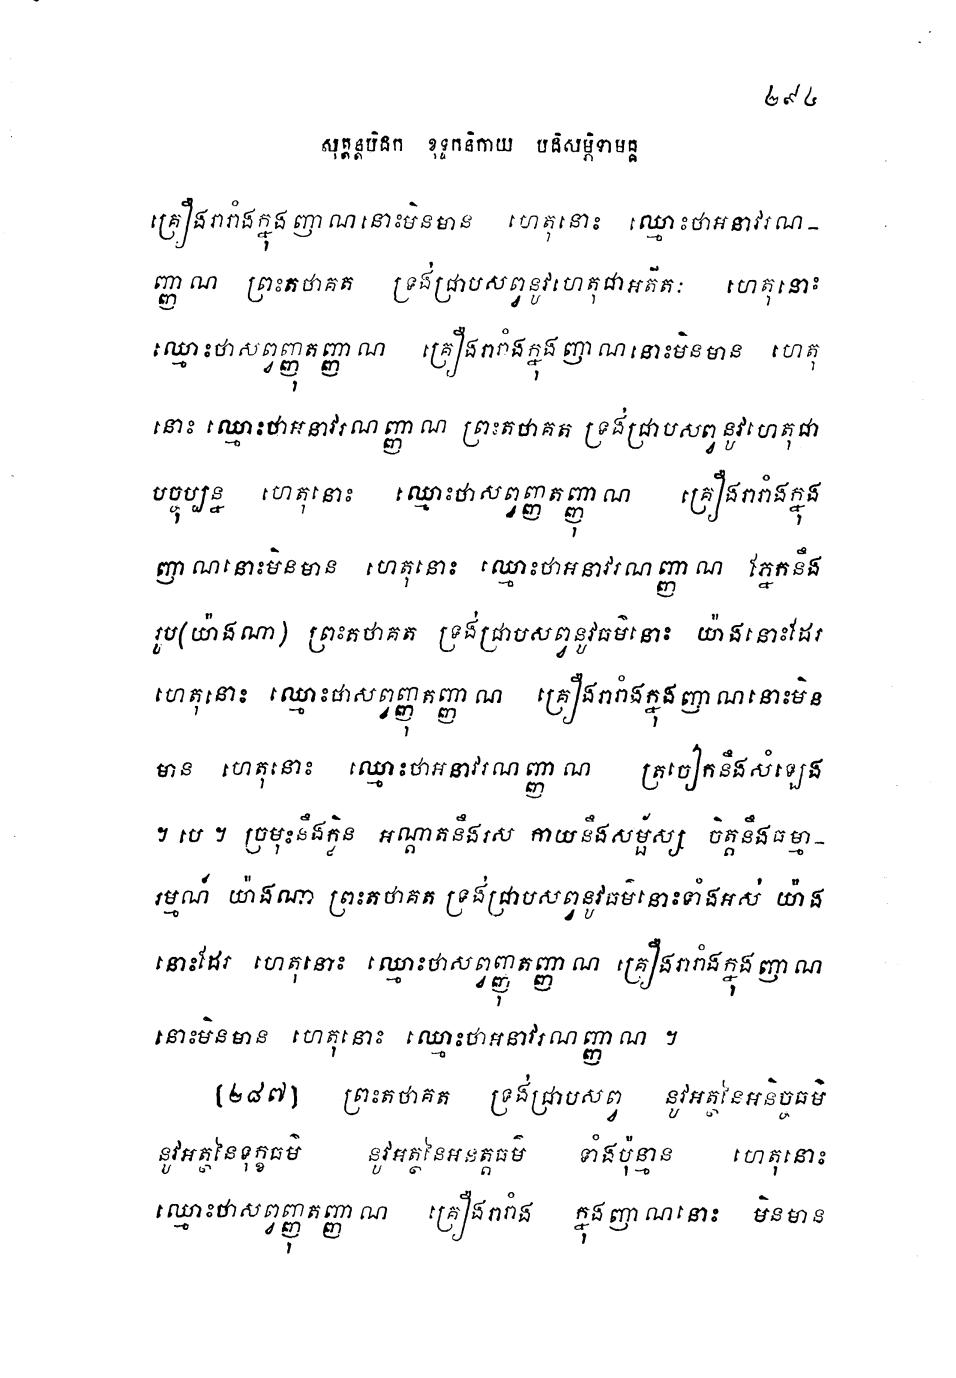 ២៩៤
សុត្តន្តបិដក ខុទ្ទកនិកាយ បដិសម្ភិទាមគ្គ
គ្រឿងរារាំងក្នុងញាណនោះមិនមាន ហេតុនោះ ឈ្មោះថាអនាវរណ-
ញ្ញាណ ព្រះតថាគត ទ្រង់ជ្រាបសព្វនូវហេតុជាអតីតៈ ហេតុនោះ
ឈ្មោះថាសព្វញ្ញុតញ្ញាណ គ្រឿងរារាំងក្នុងញាណនោះមិនមាន ហេតុ
នោះ ឈ្មោះថាអនាវរណញ្ញាណ ព្រះតថាគត ទ្រង់ជ្រាបសព្វនូវហេតុជា
បច្ចុប្បន្ន ហេតុនោះ ឈ្មោះថាសព្វញ្ញុតញ្ញាណ គ្រឿងរារាំងក្នុង
ញាណនោះមិនមាន ហេតុនោះ ឈ្មោះថាអនាវរណញ្ញាណ ភ្នែកនឹង
រូប(យ៉ាងណា) ព្រះតថាគត ទ្រង់ជ្រាបសព្វនូវធម៌នោះ យ៉ាងនោះដែរ
ហេតុនោះ ឈ្មោះថាសព្វញ្ញុតញ្ញាណ គ្រឿងរារាំងក្នុងញាណនោះមិន
មាន ហេតុនោះ ឈ្មោះថាអនាវរណញ្ញាណ ត្រចៀកនឹងសំឡេង
។ បេ ។ ច្រមុះនឹងក្លិន អណ្តាតនឹងរស កាយនឹងសម្ផ័ស្ស ចិត្តនឹងធម្មា-
រម្មណ៍ យ៉ាងណា ព្រះតថាគត ទ្រង់ជ្រាបសព្វនូវធម៌នោះទាំងអស់ យ៉ាង
នោះដែរ ហេតុនោះ ឈ្មោះថាសព្វញ្ញុតញ្ញាណ គ្រឿងរារាំងក្នុងញាណ
នោះមិនមាន ហេតុនោះ ឈ្មោះថាអនាវរណញ្ញាណ ។
(២៨៧) ព្រះតថាគត ទ្រង់ជ្រាបសព្វ នូវអត្ថនៃអនិច្ចធម៌
នូវអត្ថនៃទុក្ខធម៌ នូវអត្ថនៃអនត្តធម៌ ទាំងប៉ុន្មាន ហេតុនោះ
ឈ្មោះថាសព្វញ្ញុតញ្ញាណ គ្រឿងរារាំង ក្នុងញាណនោះ មិនមាន